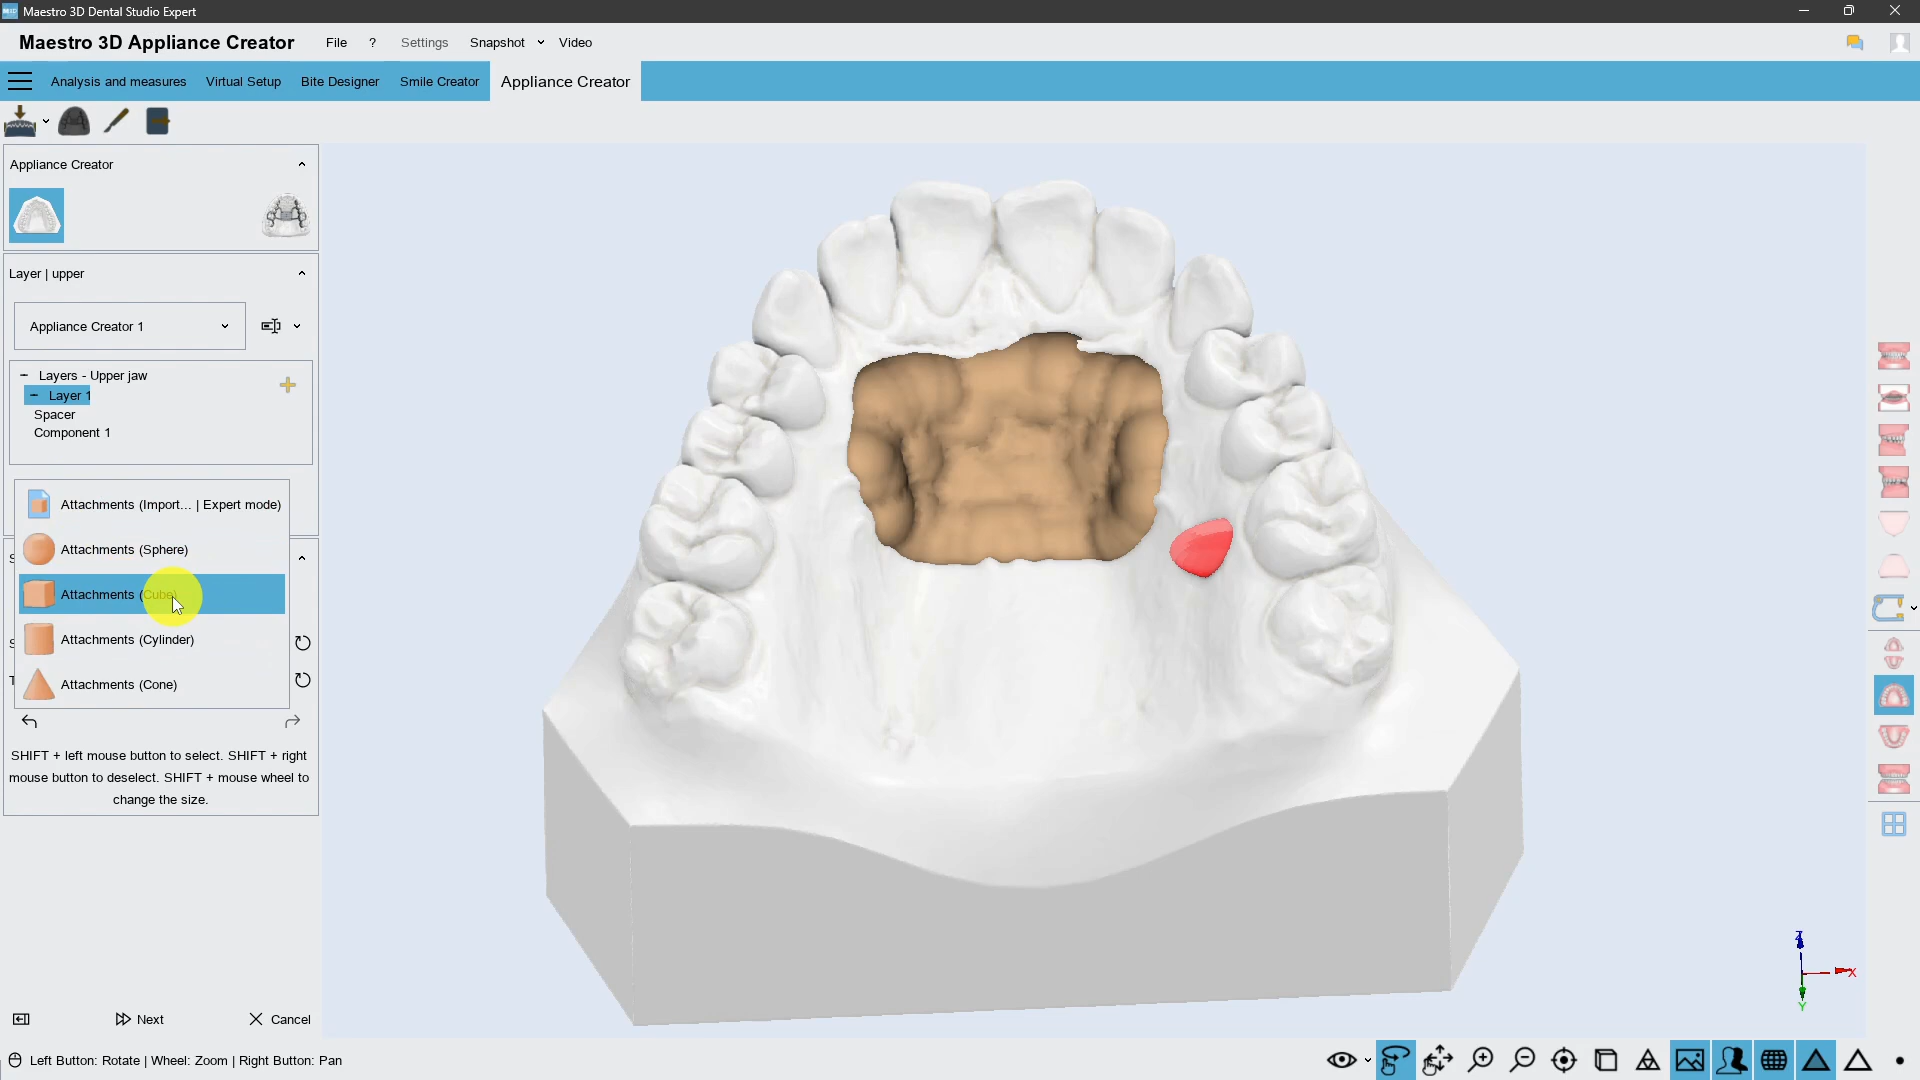 Maestro 3D Dental Studio Expert
Maestro 3D Appliance Creator
File ? Settings Snapshot Video
Analysis and measures Virtual Setup Bite Designer Smile Creator Appliance Creator
Appliance Creator
Layer | upper
Appliance Creator 1
Layers - Upper jaw
Layer 1
Spacer
Component 1
Attachments (Import... | Expert mode)
Attachments (Sphere)
Attachments (Cube)
Attachments (Cylinder)
Attachments (Cone)
SHIFT + left mouse button to select. SHIFT + right
mouse button to deselect. SHIFT + mouse wheel to
change the size.
Next Cancel
Left Button: Rotate | Wheel: Zoom | Right Button: Pan
Z
X
Y